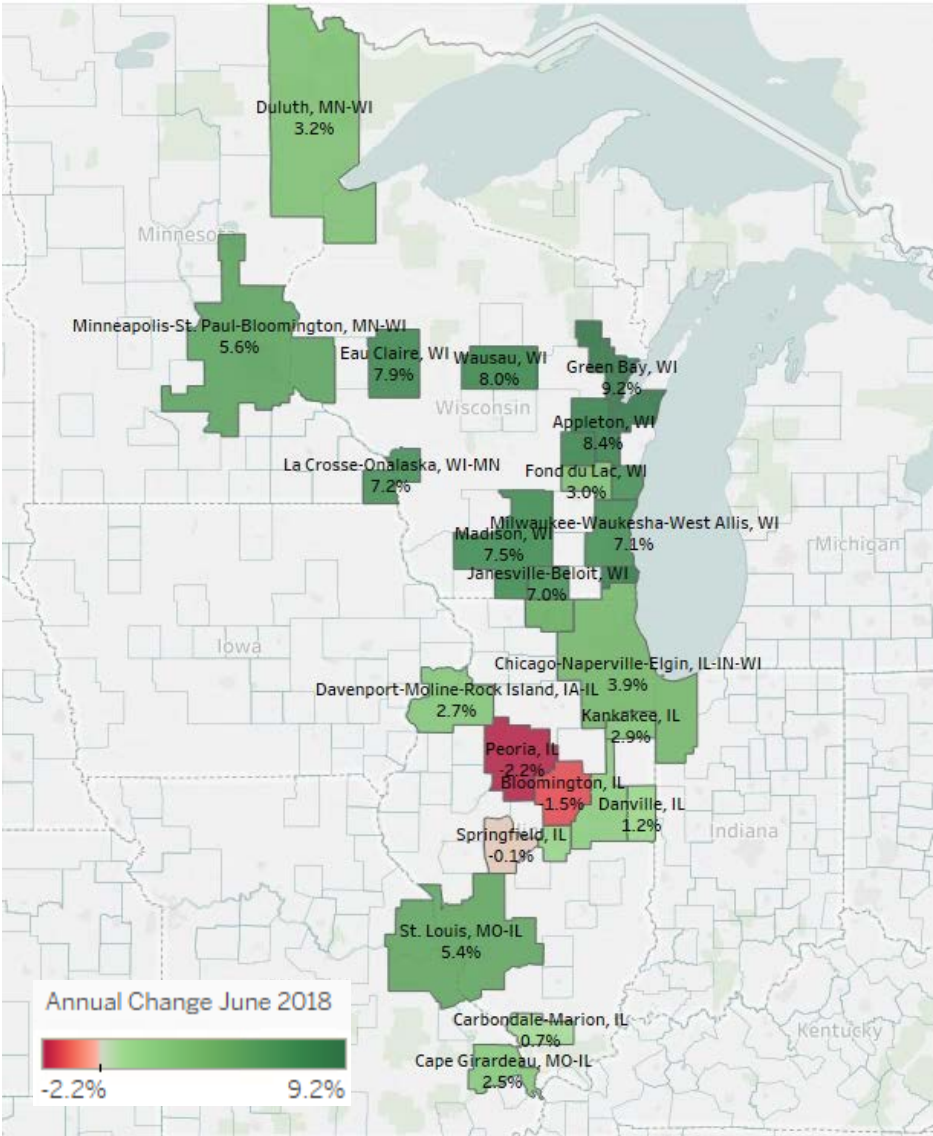 Duluth, MN-WI
3.2%
Minnesota
Minneapolis-St. Paul-Bloomington, MN-WI
5.6%
Eau Claire, WI
7.9%
Wausau, WI
8.0%
Green Bay, WI
9.2%
Wisconsin
Appleton, WI
8.4%
La Crosse-Onalaska, WI-MN
7.2%
Fond du Lac, WI
3.0%
Milwaukee-Waukesha-West Allis, WI
7.1%
Madison, WI
7.5%
Michigan
Janesville-Beloit, WI
7.0%
Iowa
Chicago-Naperville-Elgin, IL-IN-WI
3.9%
Davenport-Moline-Rock Island, IA-IL
2.7%
Kankakee, IL
2.9%
Peoria, IL
-2.2%
Bloomington, IL
-1.5%
Danville, IL
1.2%
Springfield, IL
-0.1%
Indiana
St. Louis, MO-IL
5.4%
Carbondale-Marion, IL
0.7%
Kentucky
Cape Girardeau, MO-IL
2.5%
Annual Change June 2018
-2.2%
9.2%